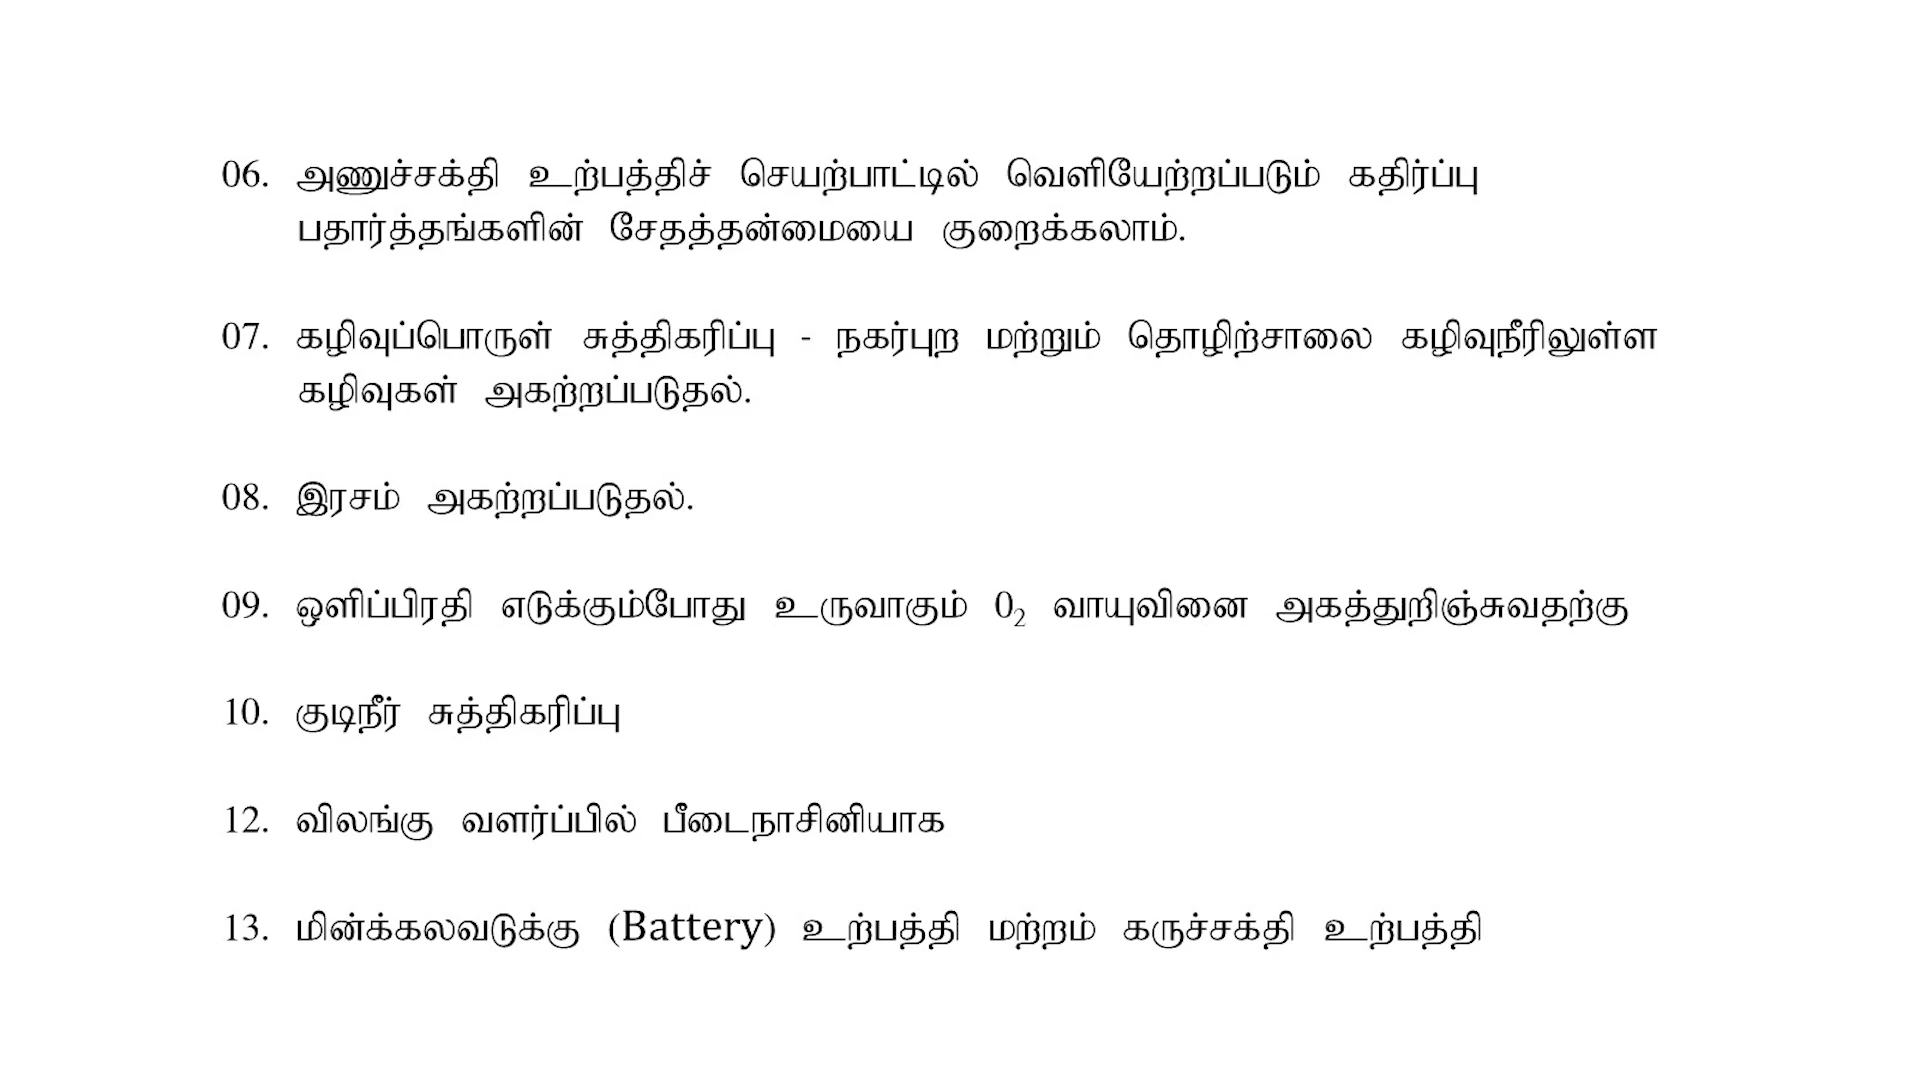 06. அணுச்சக்தி உற்பத்திச் செயற்பாட்டில் வெளியேற்றப்படும் கதிர்ப்பு
பதார்த்தங்களின் சேதத்தன்மையை குறைக்கலாம்.
07. கழிவுப்பொருள் சுத்திகரிப்பு - நகர்புற மற்றும் தொழிற்சாலை கழிவுநீரிலுள்ள
கழிவுகள் அகற்றப்படுதல்.
08. இரசம் அகற்றப்படுதல்.
09. ஒளிப்பிரதி எடுக்கும்போது உருவாகும் 0₂ வாயுவினை அகத்துறிஞ்சுவதற்கு
10. குடிநீர் சுத்திகரிப்பு
12. விலங்கு வளர்ப்பில் பீடைநாசினியாக
13. மின்க்கலவடுக்கு (Battery) உற்பத்தி மற்றம் கருச்சக்தி உற்பத்தி